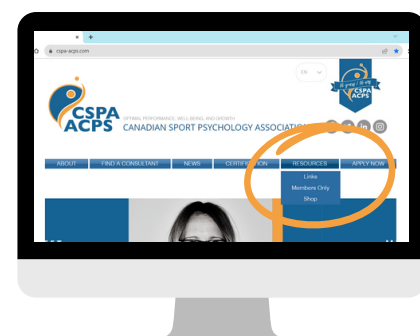 cspa-acps.com
EN
CSPA
ACPS
CSPA
ACPS
OPTIMAL PERFORMANCE, WELL-BEING, AND GROWTH
CANADIAN SPORT PSYCHOLOGY ASSOCIATION
ABOUT
FIND A CONSULTANT
NEWS
CERTIFICATION
RESOURCES
APPLY NOW
Links
Members Only
Shop